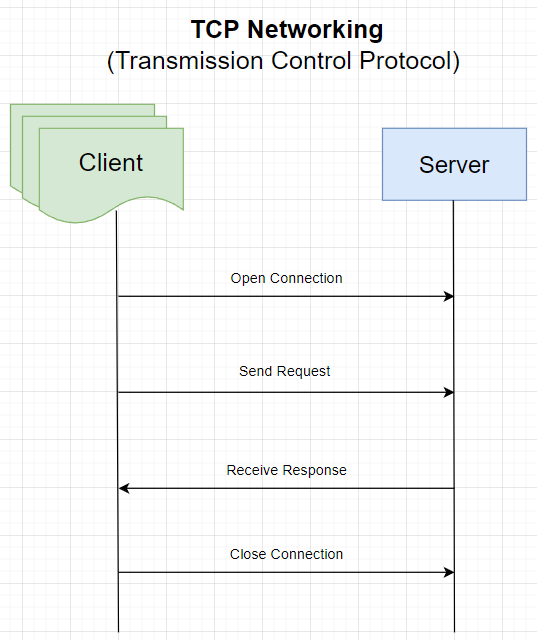 TCP Networking
(Transmission Control Protocol)
Client
Server
Open Connection
Send Request
Receive Response
Close Connection